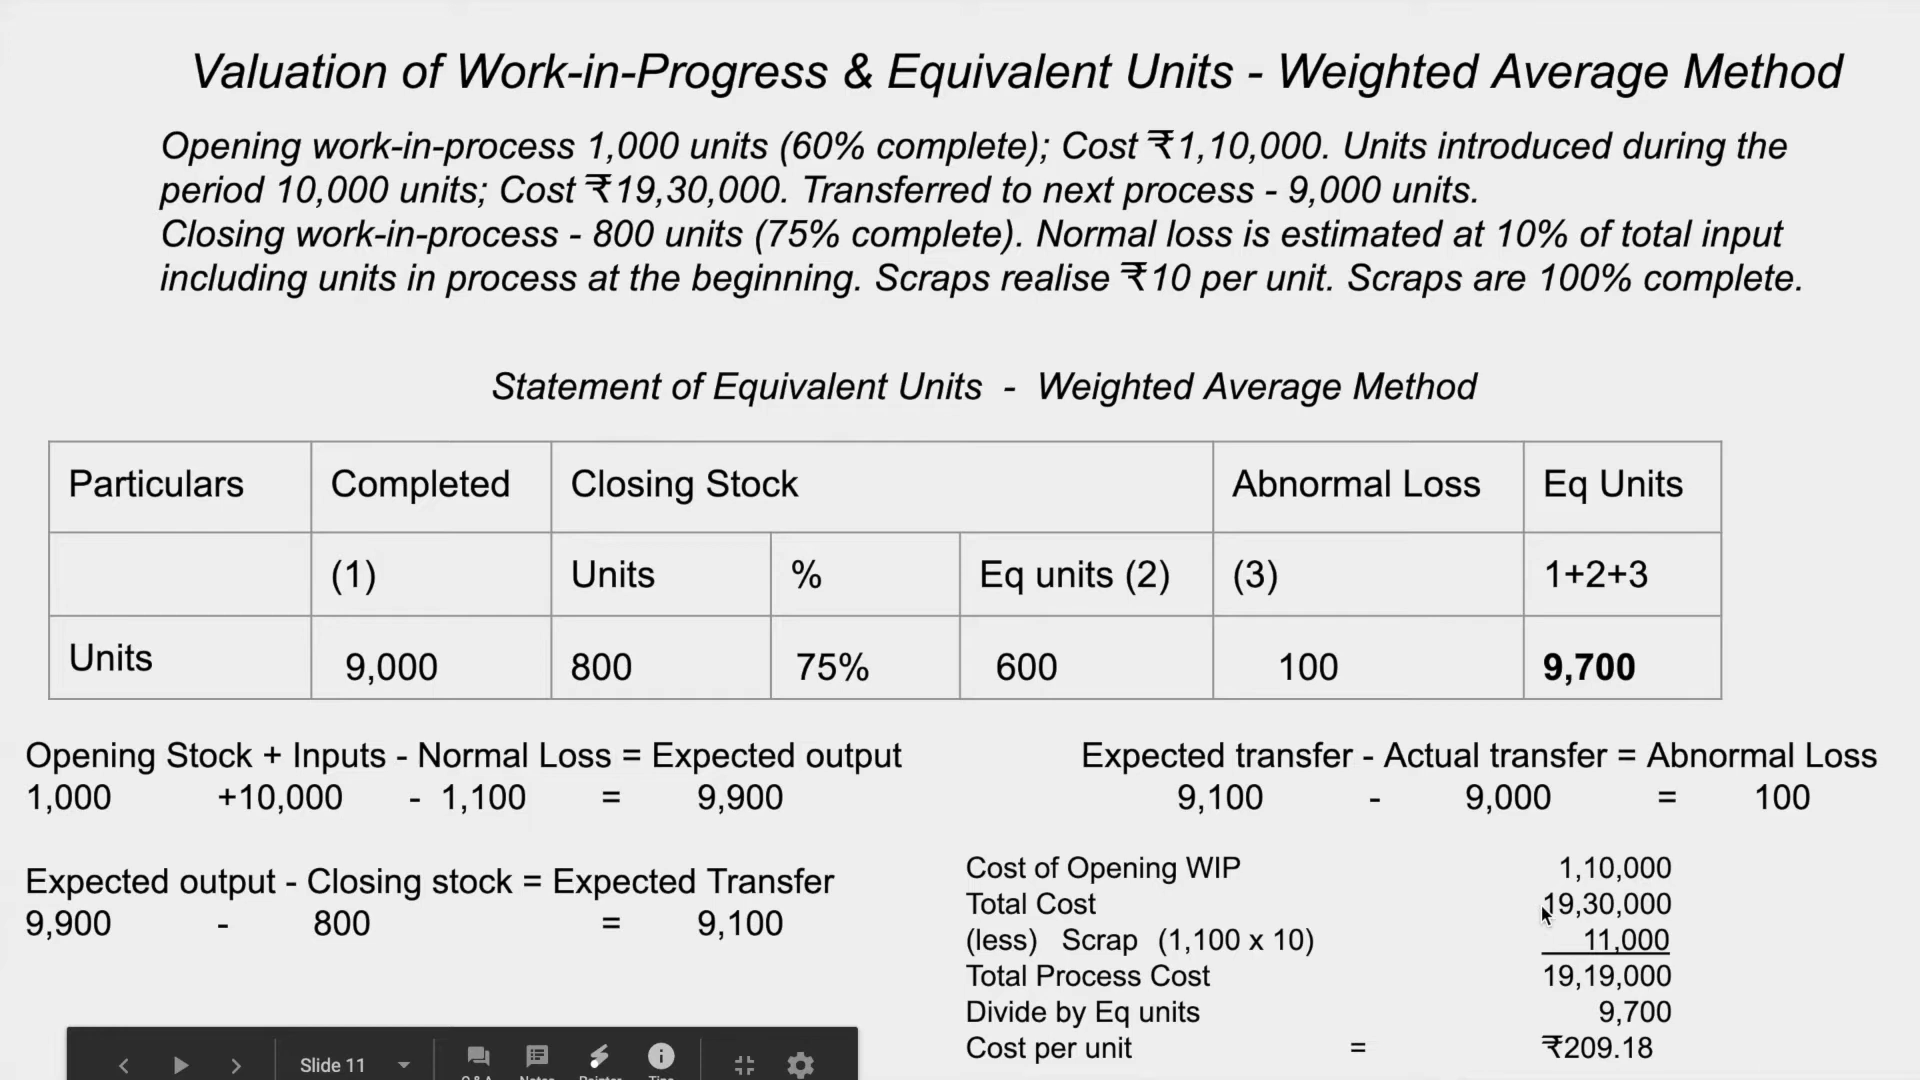 Valuation of Work-in-Progress & Equivalent Units - Weighted Average Method
Opening work-in-process 1,000 units (60% complete); Cost ₹1,10,000. Units introduced during the
period 10,000 units; Cost ₹19,30,000. Transferred to next process - 9,000 units.
Closing work-in-process - 800 units (75% complete). Normal loss is estimated at 10% of total input
including units in process at the beginning. Scraps realise ₹10 per unit. Scraps are 100% complete.
Statement of Equivalent Units - Weighted Average Method
Particulars Completed Closing Stock Abnormal Loss Eq Units
(1) Units % Eq units (2) (3) 1+2+3
Units 9,000 800 75% 600 100 9,700
Opening Stock + Inputs - Normal Loss = Expected output
1,000 +10,000 - 1,100 = 9,900
Expected transfer - Actual transfer = Abnormal Loss
9,100 - 9,000 = 100
Expected output - Closing stock = Expected Transfer
9,900 - 800 = 9,100
Cost of Opening WIP 1,10,000
Total Cost 19,30,000
(less) Scrap (1,100 x 10) 11,000
Total Process Cost 19,19,000
Divide by Eq units 9,700
Cost per unit = ₹209.18
Slide 11